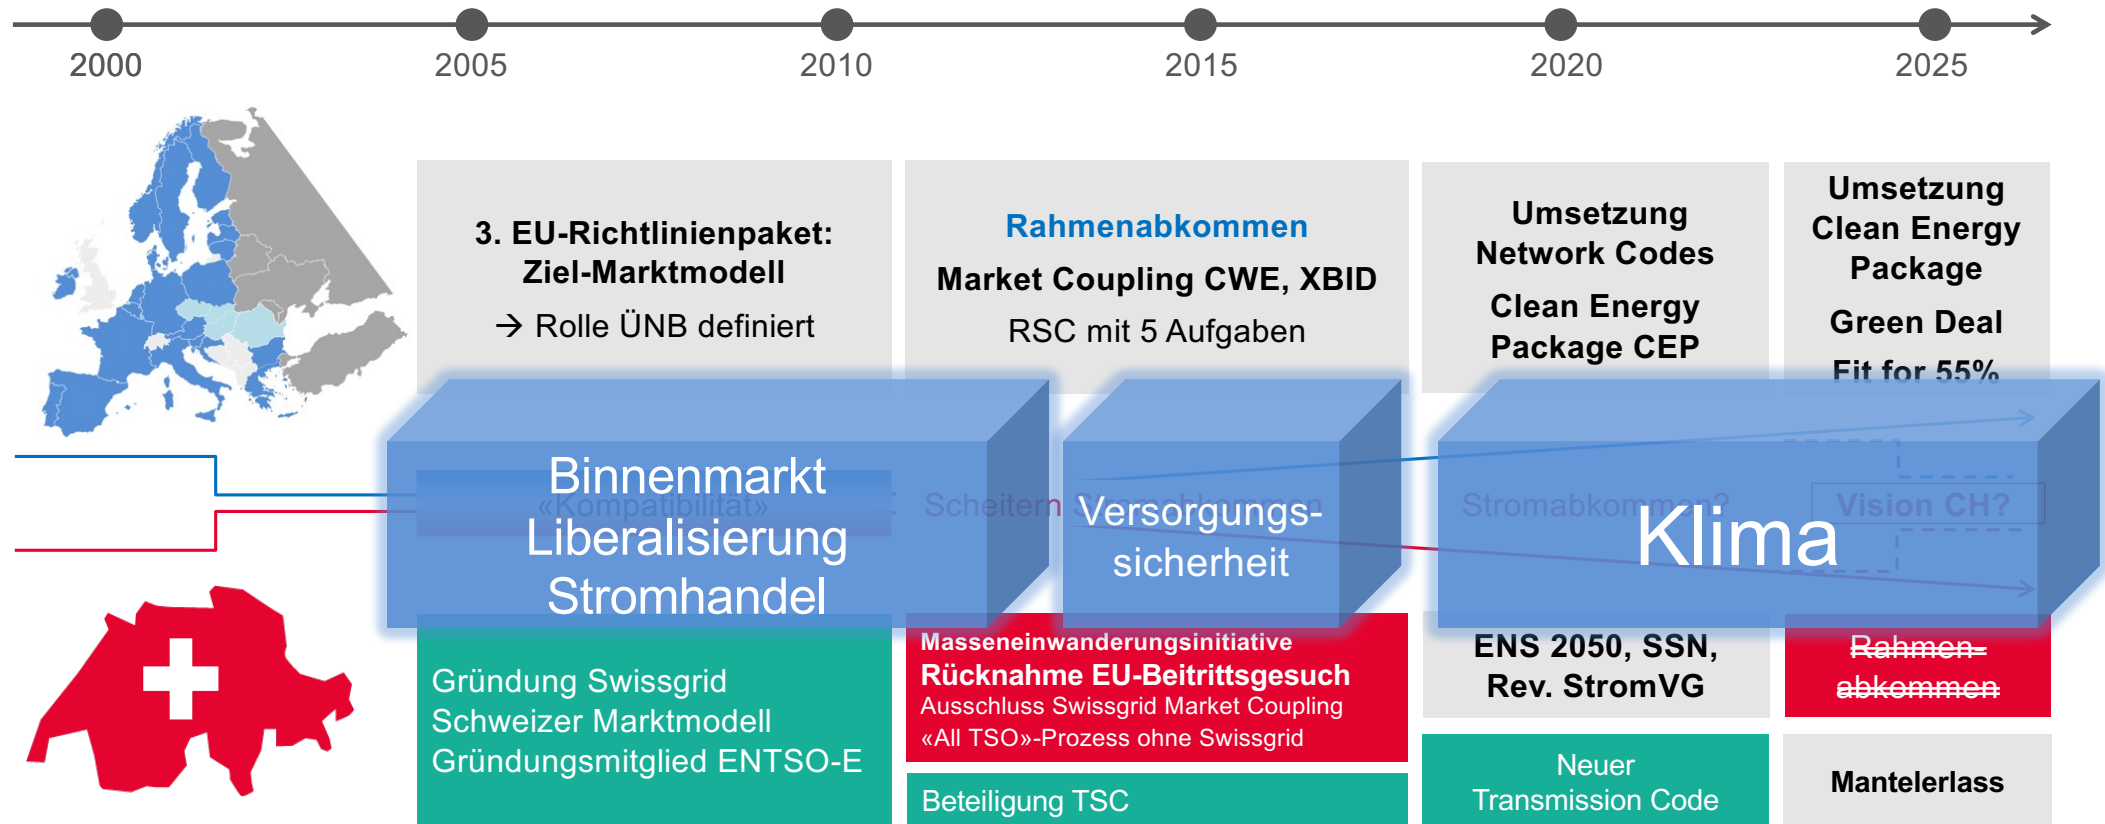 2000
2005
2010
2015
2020
2025
3. EU-Richtlinienpaket:
Ziel-Marktmodell
→ Rolle ÜNB definiert
Rahmenabkommen
Market Coupling CWE, XBID
RSC mit 5 Aufgaben
Umsetzung
Network Codes
Clean Energy
Package CEP
Umsetzung
Clean Energy
Package
Green Deal
Fit for 55%
Binnenmarkt
Liberalisierung
Stromhandel
«Kompatibilität»
Scheitern Stromabkommen
Versorgungs-
sicherheit
Stromabkommen?
Klima
Vision CH?
Gründung Swissgrid
Schweizer Marktmodell
Gründungsmitglied ENTSO-E
Masseneinwanderungsinitiative
Rücknahme EU-Beitrittsgesuch
Ausschluss Swissgrid Market Coupling
«All TSO»-Prozess ohne Swissgrid
Beteiligung TSC
ENS 2050, SSN,
Rev. StromVG
Neuer
Transmission Code
Rahmen-
abkommen
Mantelerlass